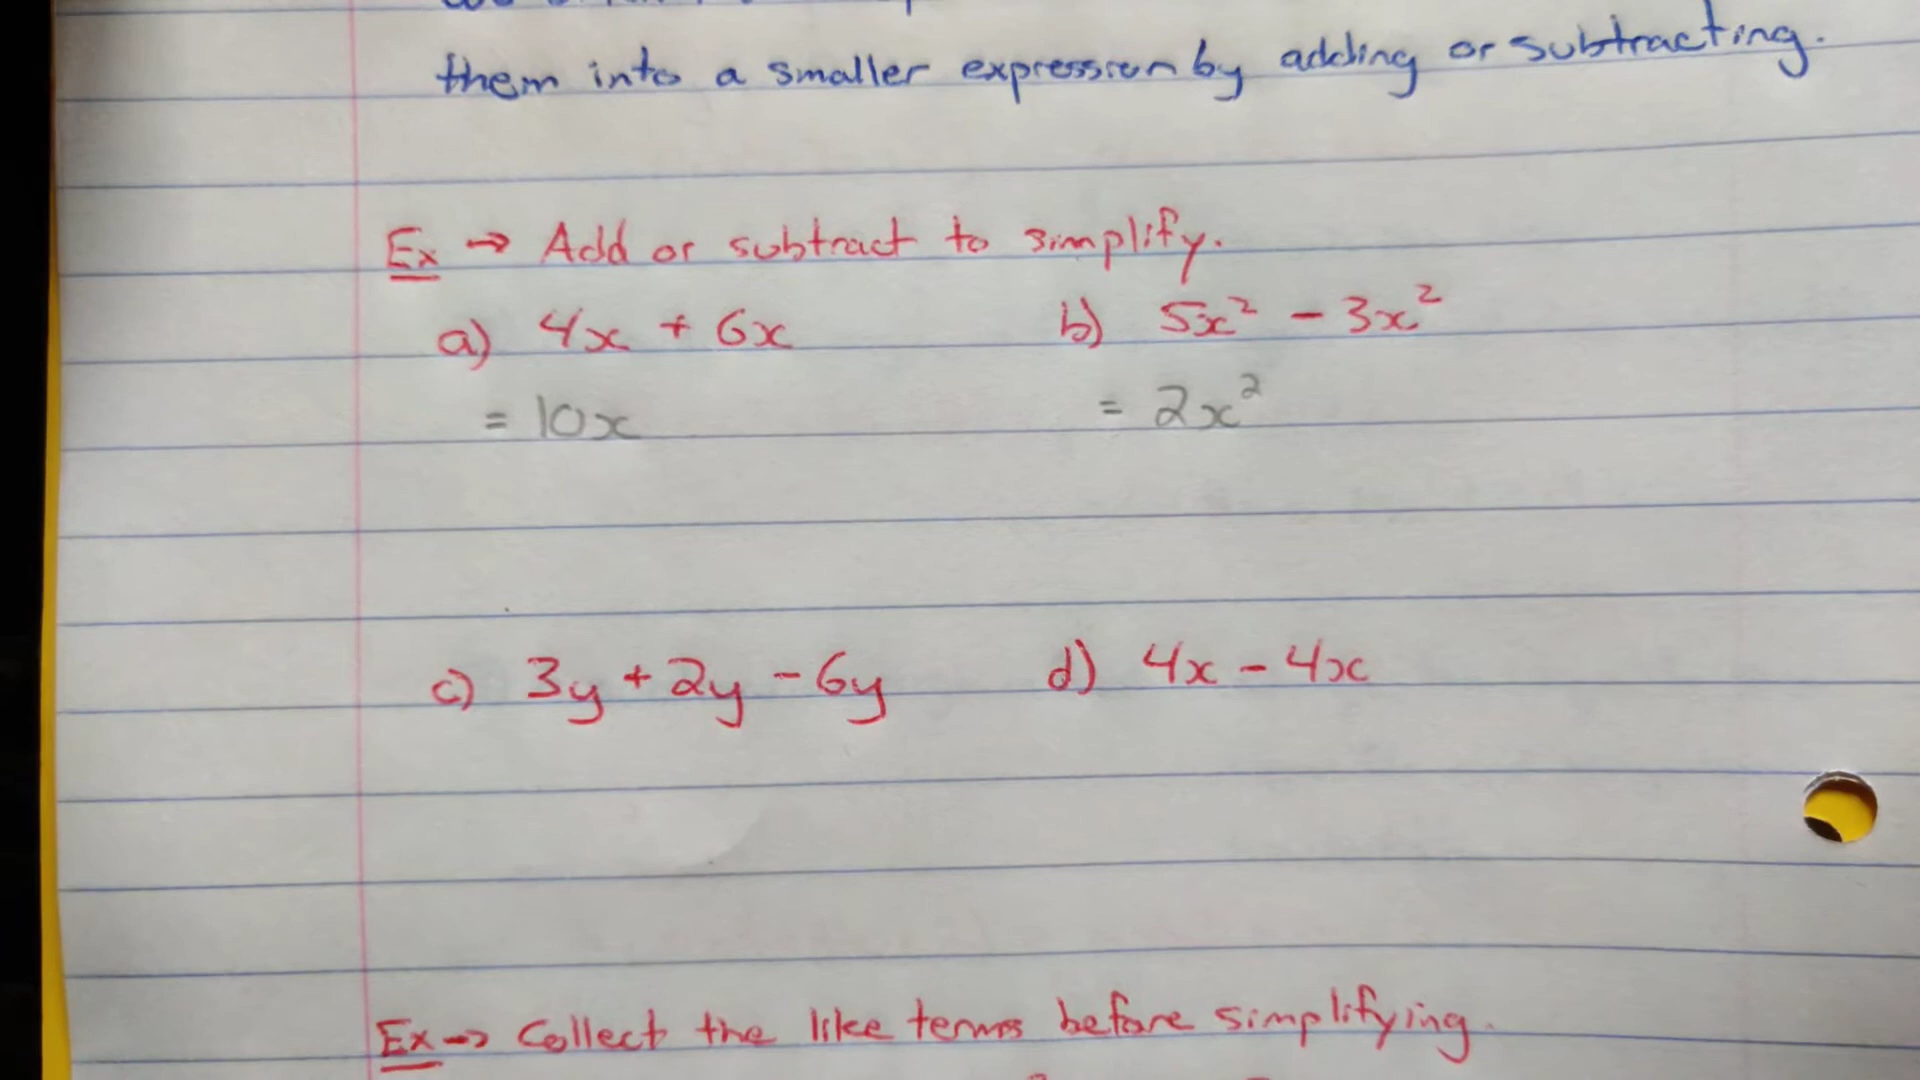 them into a smaller expression by adding or subtracting.
Ex → Add or subtract to simplify.
a) 4x + 6x b) 5x² - 3x²
= 10x = 2x²
c) 3y + 2y - 6y d) 4x - 4x
Ex → Collect the like terms before simplifying.